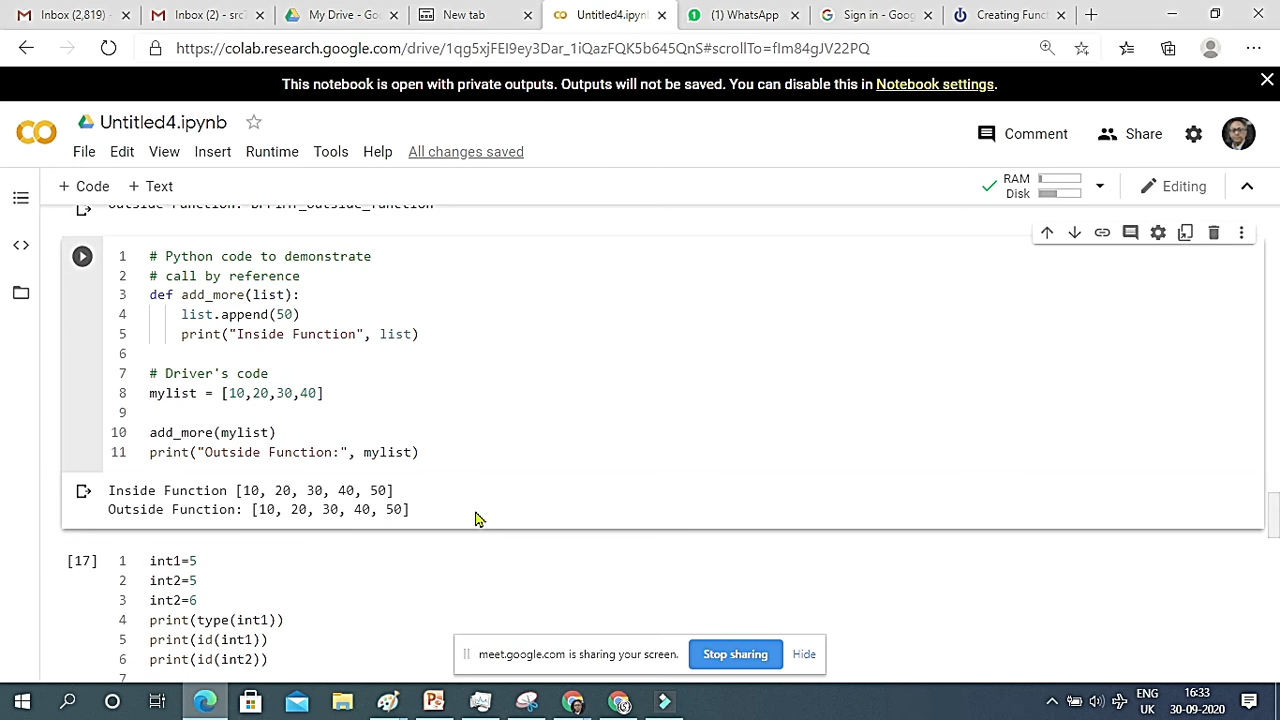 Inbox (2,819)
Inbox (2) - src2
My Drive - Goo
New tab
Untitled4.ipynb
(1) WhatsApp
Sign in - Goog
Creating Funct
https://colab.research.google.com/drive/1qg5xjFEI9ey3Dar_1iQazFQK5b645QnS#scrollTo=fIm84gJV22PQ
This notebook is open with private outputs. Outputs will not be saved. You can disable this in Notebook settings.
Untitled4.ipynb
Comment
Share
File Edit View Insert Runtime Tools Help All changes saved
+ Code + Text
RAM
Disk
Editing
1 # Python code to demonstrate
2 # call by reference
3 def add_more(list):
4 list.append(50)
5 print("Inside Function", list)
6
7 # Driver's code
8 mylist = [10,20,30,40]
9
10 add_more(mylist)
11 print("Outside Function:", mylist)
Inside Function [10, 20, 30, 40, 50]
Outside Function: [10, 20, 30, 40, 50]
[17] 1 int1=5
2 int2=5
3 int2=6
4 print(type(int1))
5 print(id(int1))
6 print(id(int2))
meet.google.com is sharing your screen. Stop sharing Hide
ENG
UK
16:33
30-09-2020